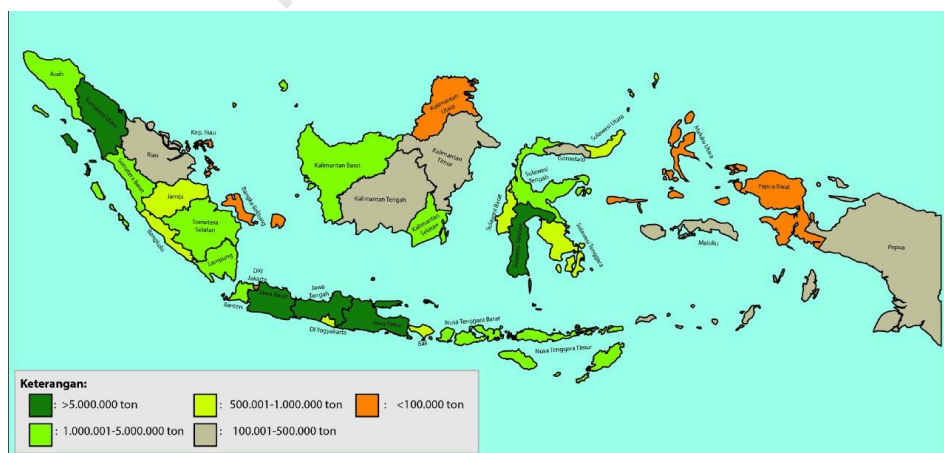 Aceh
Sumatera Utara
Riau
Kep. Riau
Sumatera Barat
Jambi
Bengkulu
Sumatera
Selatan
Bangka Belitung
Lampung
DKI
Jakarta
Banten
Jawa Barat
Jawa
Tengah
DI Yogyakarta
Jawa Timur
Bali
Nusa Tenggara Barat
Nusa Tenggara Timur
Kalimantan Barat
Kalimantan Tengah
Kalimantan
Selatan
Kalimantan
Timur
Kalimantan
Utara
Sulawesi Utara
Gorontalo
Sulawesi
Tengah
Sulawesi Barat
Sulawesi Selatan
Sulawesi Tenggara
Maluku Utara
Maluku
Papua Barat
Papua
Keterangan:
: >5.000.000 ton
: 500.001-1.000.000 ton
: <100.000 ton
: 1.000.001-5.000.000 ton
: 100.001-500.000 ton